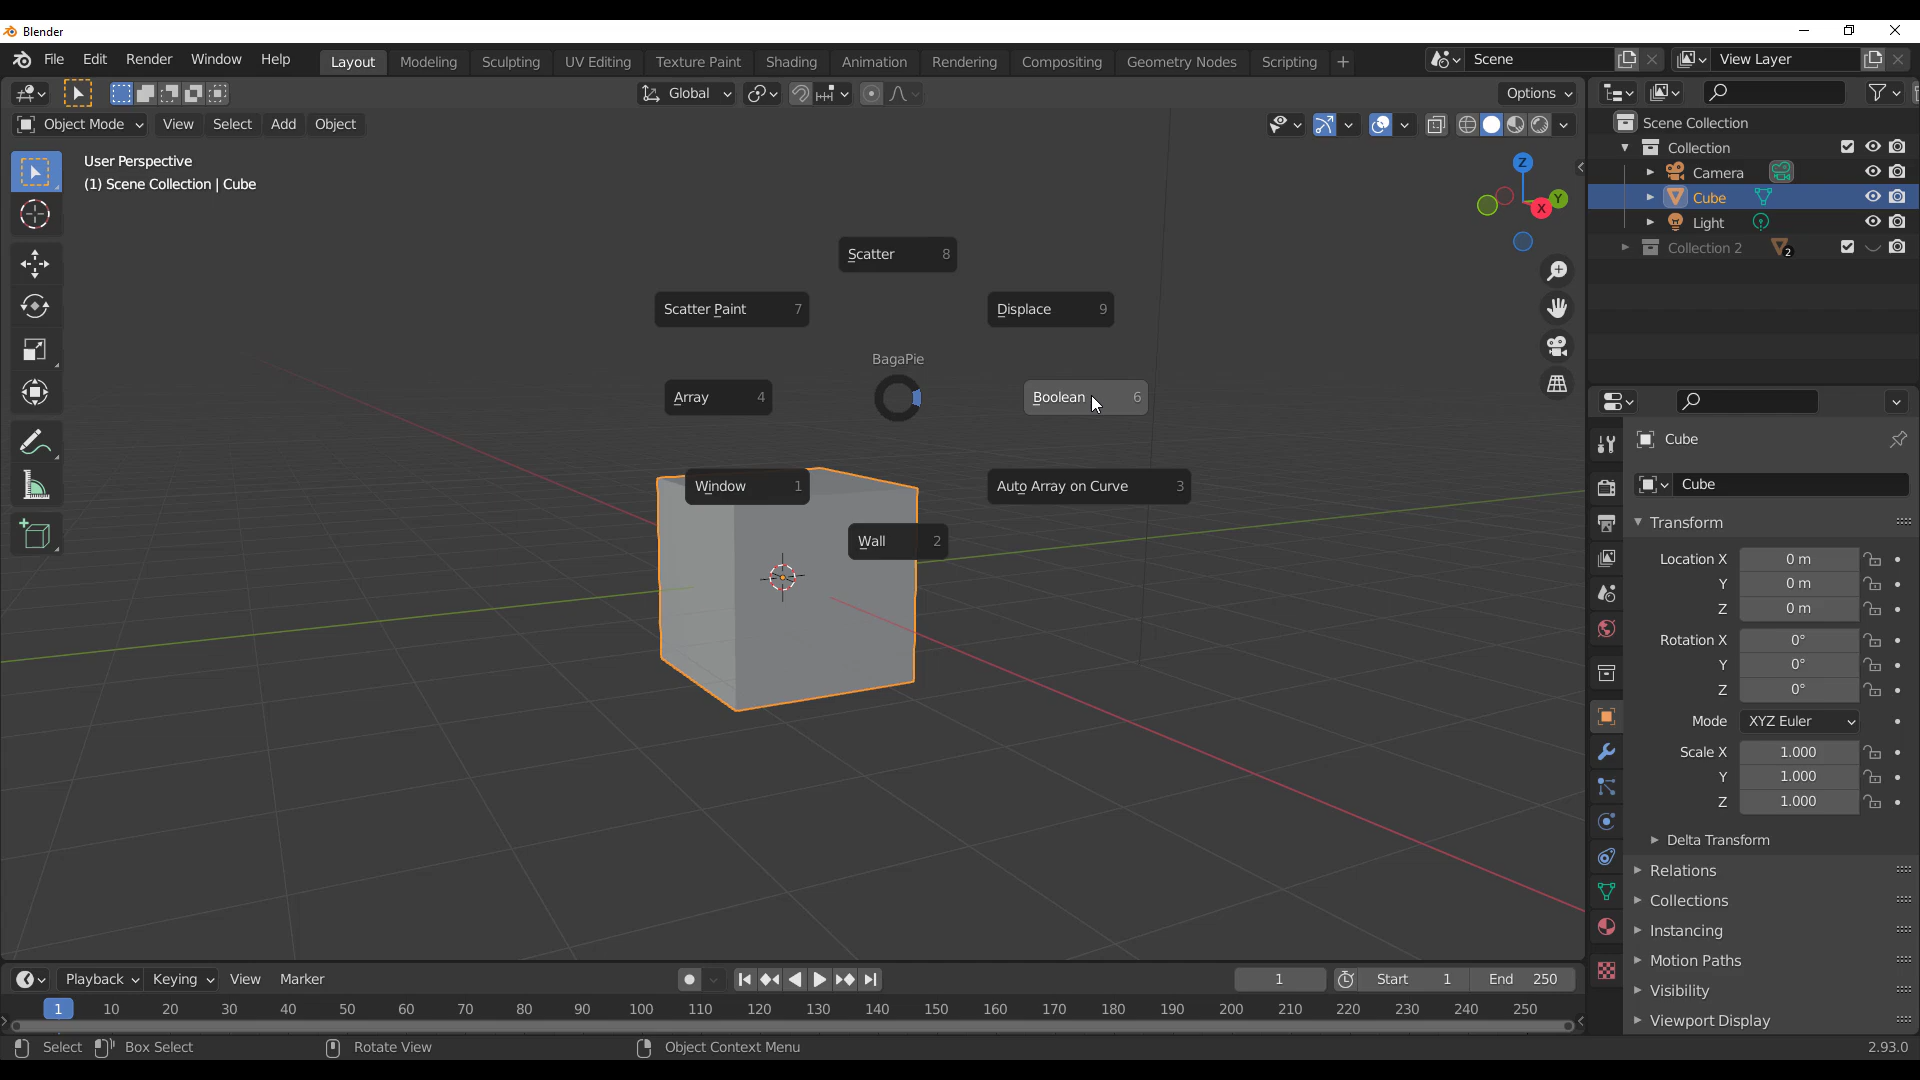 Blender
File Edit Render Window Help Layout Modeling Sculpting UV Editing Texture Paint Shading Animation Rendering Compositing Geometry Nodes Scripting + Scene View Layer
Global Options
Object Mode View Select Add Object
User Perspective
(1) Scene Collection | Cube
Z
Y
X
Scatter 8
Scatter Paint 7
Displace 9
BagaPie
Array 4
Boolean 6
Window 1
Auto Array on Curve 3
Wall 2
Scene Collection
Collection
Camera
Cube
Light
Collection 2 2
Cube
Cube
Transform
Location X 0 m
Y 0 m
Z 0 m
Rotation X 0°
Y 0°
Z 0°
Mode XYZ Euler
Scale X 1.000
Y 1.000
Z 1.000
Delta Transform
Relations
Collections
Instancing
Motion Paths
Visibility
Viewport Display
Playback Keying View Marker 1 Start 1 End 250
1 10 20 30 40 50 60 70 80 90 100 110 120 130 140 150 160 170 180 190 200 210 220 230 240 250
Select Box Select Rotate View Object Context Menu 2.93.0